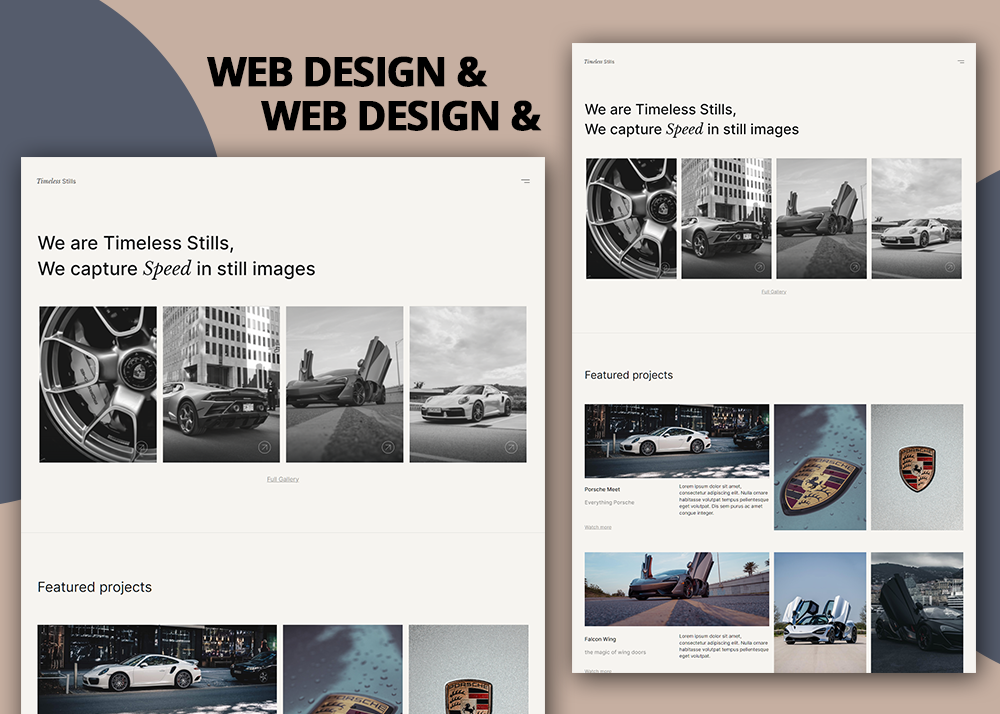 WEB DESIGN &
WEB DESIGN &
Timeless Stills
We are Timeless Stills,
We capture Speed in still images
Full Gallery
Featured projects
PORSCHE
PORSCHE
Timeless Stills
We are Timeless Stills,
We capture Speed in still images
Full Gallery
Featured projects
PORSCHE
PORSCHE
Porsche Meet
Everything Porsche
Watch more
Lorem ipsum dolor sit amet,
consectetur adipiscing elit. Nulla ornare
habitasse volutpat tempus pellentesque
eget volutpat. Dis sem purus ac amet
congue integer.
Falcon Wing
the magic of wing doors
Watch more
Lorem ipsum dolor sit amet,
consectetur adipiscing elit. Nulla ornare
habitasse volutpat tempus pellentesque
eget volutpat.